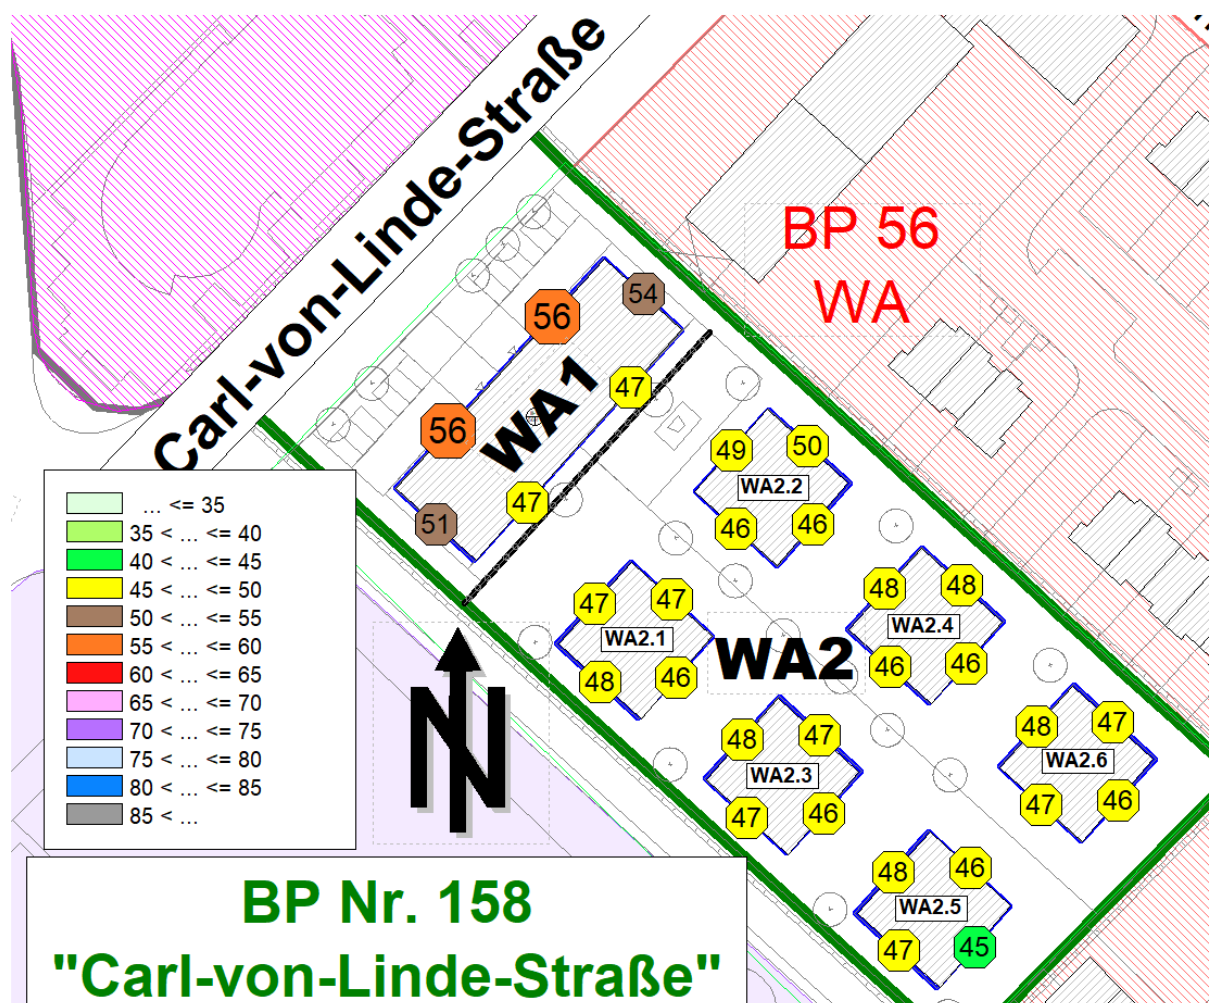 Carl-von-Linde-Straße
BP 56
WA
56
54
47
56
WA1
47
51
49
50
WA2.2
46
46
47
47
WA2.1
48
46
48
48
WA2.4
46
46
WA2
48
47
WA2.3
47
46
48
47
WA2.6
47
46
48
46
WA2.5
47
45
... <= 35
35 < ... <= 40
40 < ... <= 45
45 < ... <= 50
50 < ... <= 55
55 < ... <= 60
60 < ... <= 65
65 < ... <= 70
70 < ... <= 75
75 < ... <= 80
80 < ... <= 85
85 < ...
N
BP Nr. 158
"Carl-von-Linde-Straße"